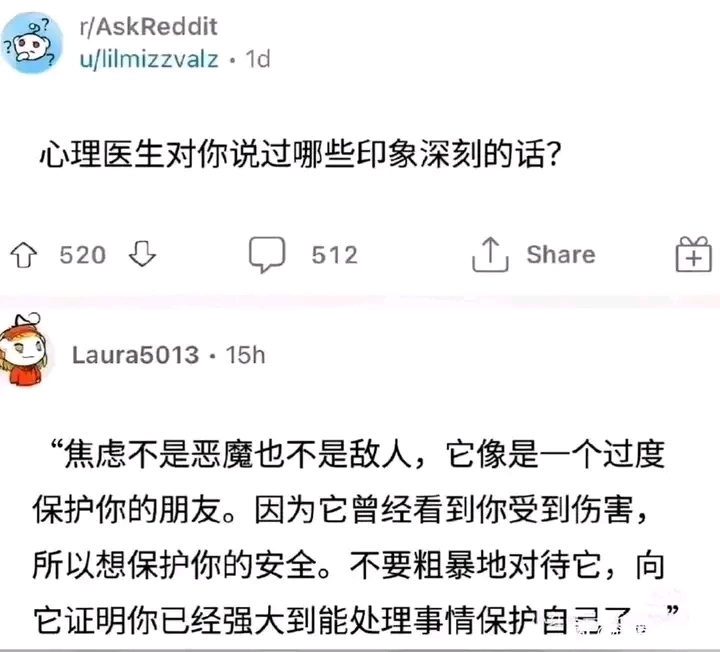 r/AskReddit
u/lilmizzvalz • 1d
心理医生对你说过哪些印象深刻的话?
520
512
Share
Laura5013 • 15h
“焦虑不是恶魔也不是敌人，它像是一个过度
保护你的朋友。因为它曾经看到你受到伤害，
所以想保护你的安全。不要粗暴地对待它，向
它证明你已经强大到能处理事情保护自己了。”